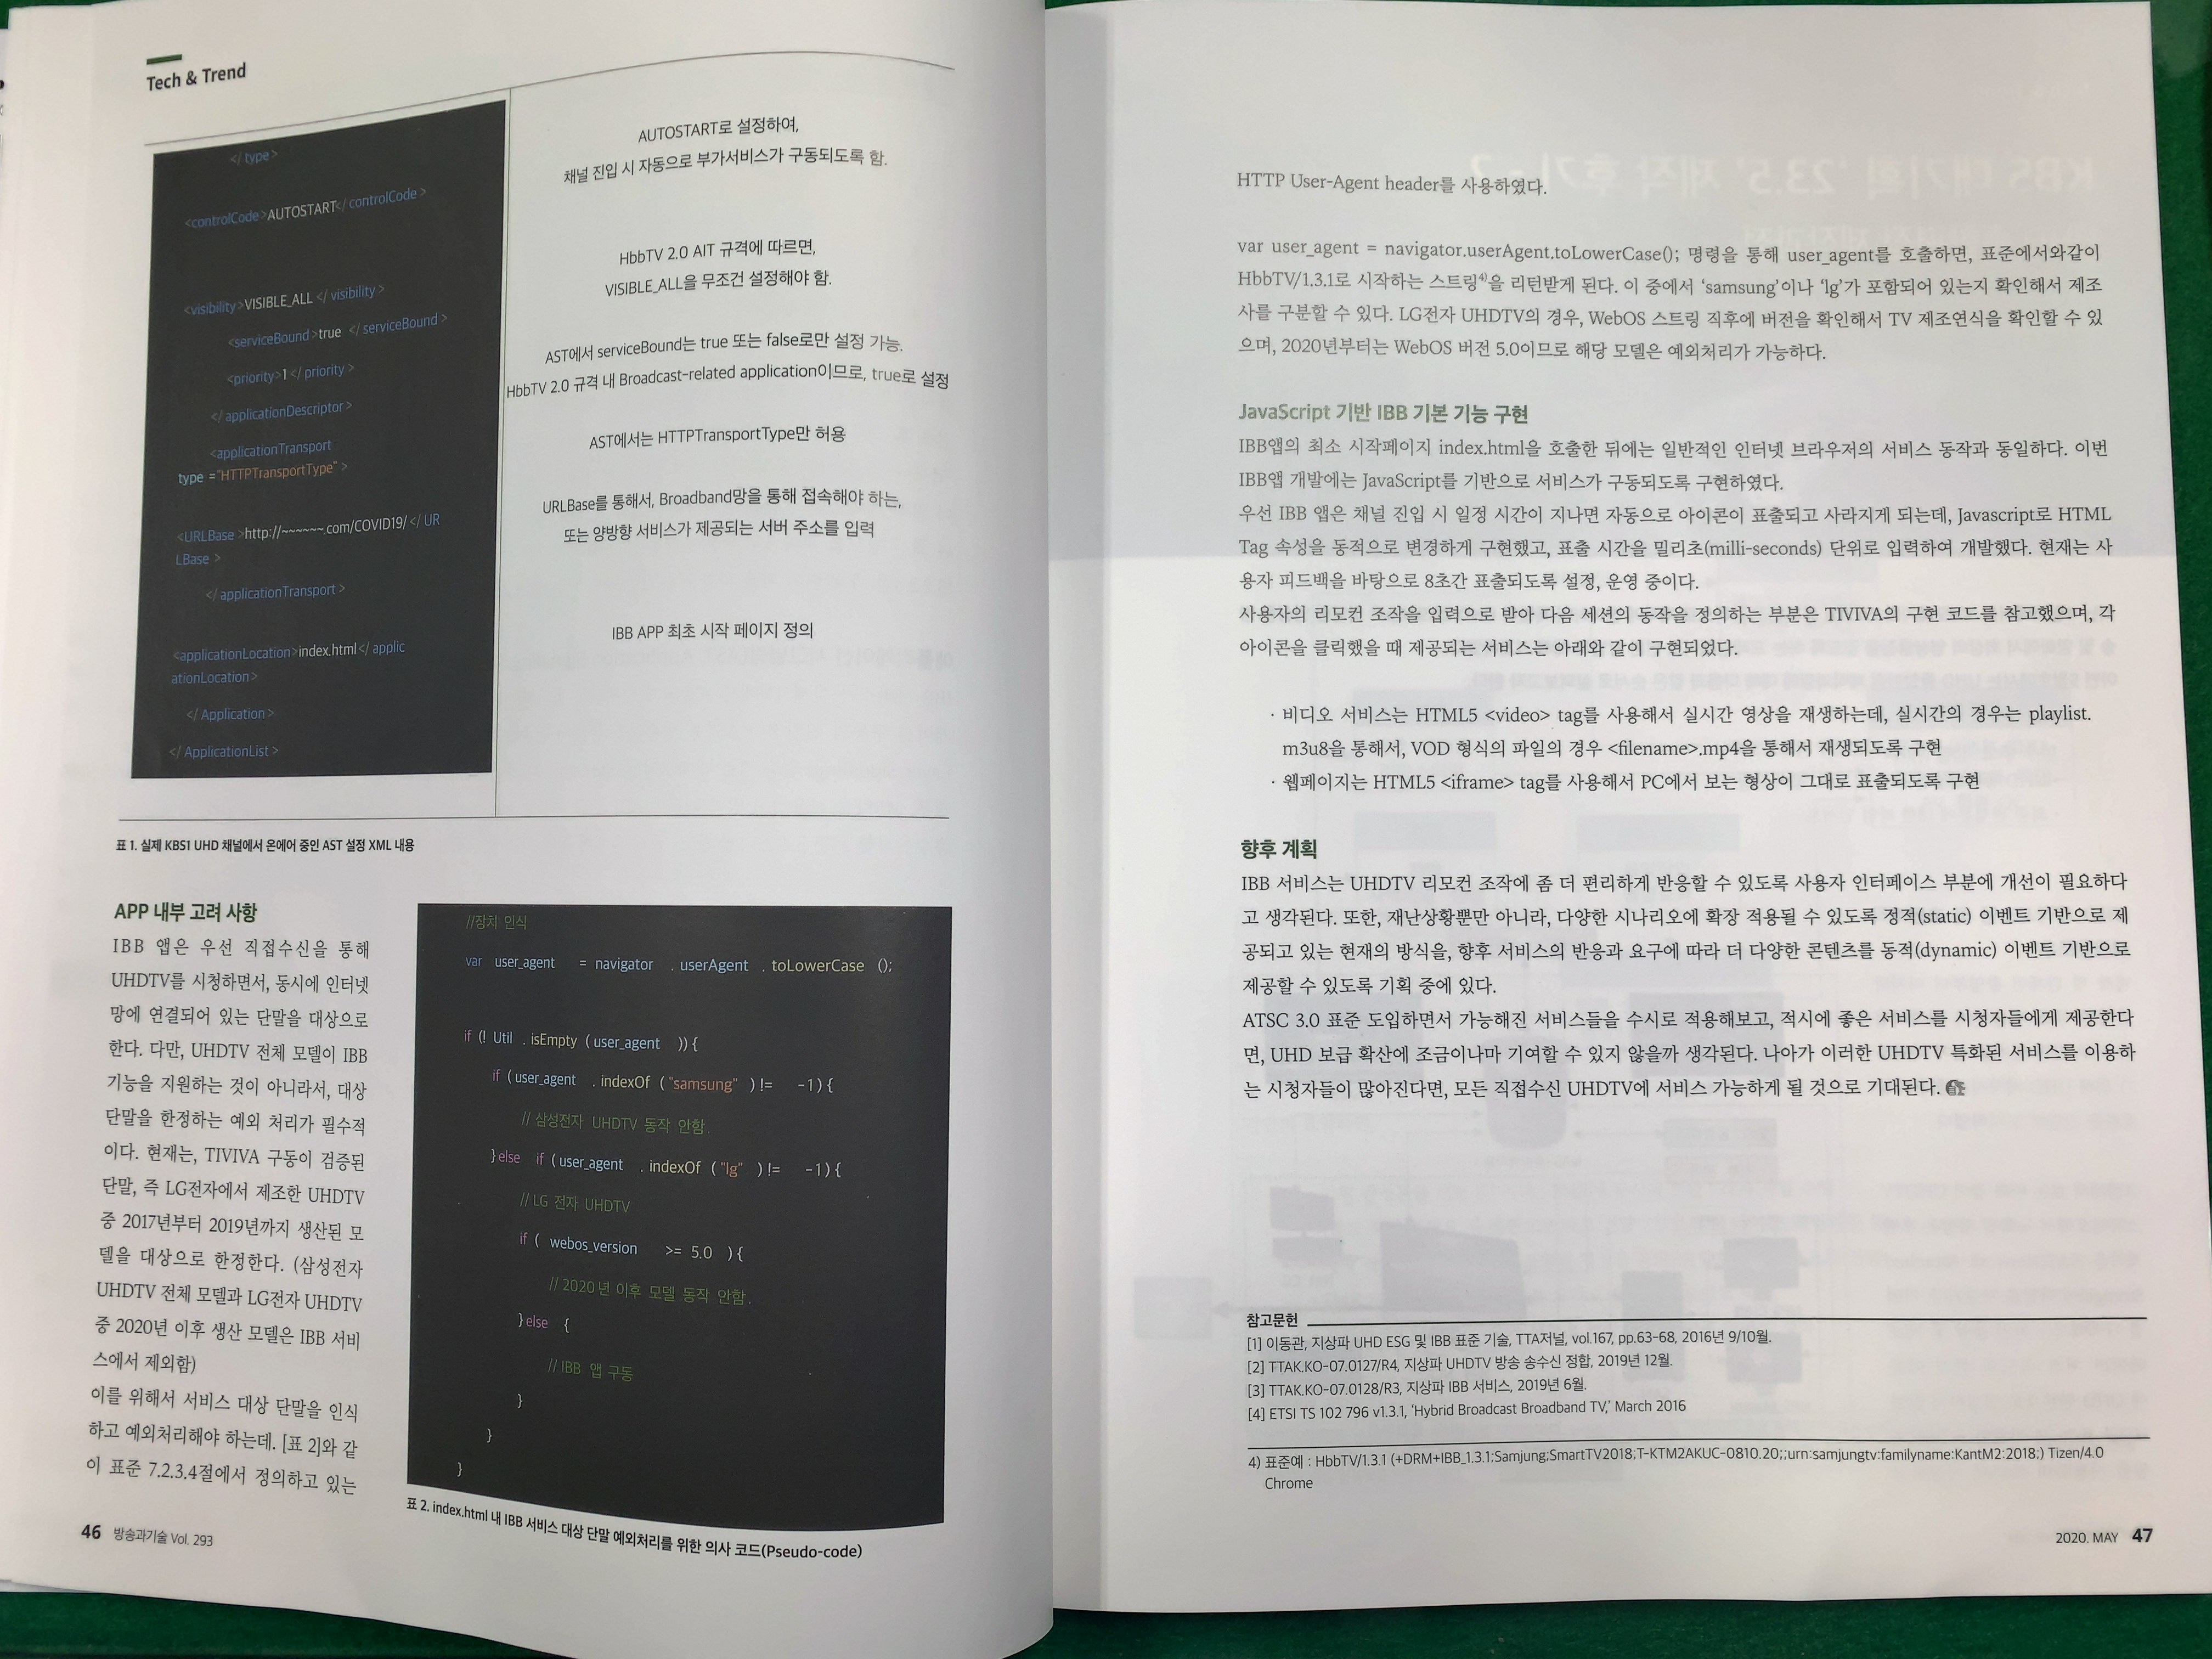 Tech & Trend
</ type>
<controlCode>AUTOSTART</ controlCode >
<visibility>VISIBLE_ALL </ visibility >
<serviceBound >true </ serviceBound >
<priority>1 </ priority >
</ applicationDescriptor >
<applicationTransport
type ="HTTPTransportType" >
<URLBase >http://~~~~~~.com/COVID19/ </ UR
LBase >
</ applicationTransport >
<applicationLocation>index.html</ applic
ationLocation>
</ Application >
</ ApplicationList >
AUTOSTART로 설정하여,
채널 진입 시 자동으로 부가서비스가 구동되도록 함.
HbbTV 2.0 AIT 규격에 따르면,
VISIBLE_ALL을 무조건 설정해야 함.
AST에서 serviceBound는 true 또는 false로만 설정 가능.
HbbTV 2.0 규격 내 Broadcast-related application이므로, true로 설정
AST에서는 HTTPTransportType만 허용
URLBase를 통해서, Broadband망을 통해 접속해야 하는,
또는 양방향 서비스가 제공되는 서버 주소를 입력
IBB APP 최초 시작 페이지 정의
표 1. 실제 KBS1 UHD 채널에서 온에어 중인 AST 설정 XML 내용
APP 내부 고려 사항
IBB 앱은 우선 직접수신을 통해
UHDTV를 시청하면서, 동시에 인터넷
망에 연결되어 있는 단말을 대상으로
한다. 다만, UHDTV 전체 모델이 IBB
기능을 지원하는 것이 아니라서, 대상
단말을 한정하는 예외 처리가 필수적
이다. 현재는, TIVIVA 구동이 검증된
단말, 즉 LG전자에서 제조한 UHDTV
중 2017년부터 2019년까지 생산된 모
델을 대상으로 한정한다. (삼성전자
UHDTV 전체 모델과 LG전자 UHDTV
중 2020년 이후 생산 모델은 IBB 서비
스에서 제외함)
이를 위해서 서비스 대상 단말을 인식
하고 예외처리해야 하는데. [표 2]와 같
이 표준 7.2.3.4절에서 정의하고 있는
//장치 인식
var user_agent = navigator . userAgent . toLowerCase ();
if (! Util . isEmpty ( user_agent )) {
if ( user_agent . indexOf ( "samsung" ) != -1) {
// 삼성전자 UHDTV 동작 안함.
} else if ( user_agent . indexOf ( "lg" ) != -1) {
// LG 전자 UHDTV
if ( webos_version >= 5.0 ) {
// 2020 년 이후 모델 동작 안함.
} else {
// IBB 앱 구동
}
}
}
표 2. index.html 내 IBB 서비스 대상 단말 예외처리를 위한 의사 코드(Pseudo-code)
46 방송과기술 Vol. 293
HTTP User-Agent header를 사용하였다.
var user_agent = navigator.userAgent.toLowerCase(); 명령을 통해 user_agent를 호출하면, 표준에서와같이
HbbTV/1.3.1로 시작하는 스트링4)을 리턴받게 된다. 이 중에서 ‘samsung’이나 ‘lg’가 포함되어 있는지 확인해서 제조
사를 구분할 수 있다. LG전자 UHDTV의 경우, WebOS 스트링 직후에 버전을 확인해서 TV 제조연식을 확인할 수 있
으며, 2020년부터는 WebOS 버전 5.0이므로 해당 모델은 예외처리가 가능하다.
JavaScript 기반 IBB 기본 기능 구현
IBB앱의 최소 시작페이지 index.html을 호출한 뒤에는 일반적인 인터넷 브라우저의 서비스 동작과 동일하다. 이번
IBB앱 개발에는 JavaScript를 기반으로 서비스가 구동되도록 구현하였다.
우선 IBB 앱은 채널 진입 시 일정 시간이 지나면 자동으로 아이콘이 표출되고 사라지게 되는데, Javascript로 HTML
Tag 속성을 동적으로 변경하게 구현했고, 표출 시간을 밀리초(milli-seconds) 단위로 입력하여 개발했다. 현재는 사
용자 피드백을 바탕으로 8초간 표출되도록 설정, 운영 중이다.
사용자의 리모컨 조작을 입력으로 받아 다음 세션의 동작을 정의하는 부분은 TIVIVA의 구현 코드를 참고했으며, 각
아이콘을 클릭했을 때 제공되는 서비스는 아래와 같이 구현되었다.
· 비디오 서비스는 HTML5 <video> tag를 사용해서 실시간 영상을 재생하는데, 실시간의 경우는 playlist.
m3u8을 통해서, VOD 형식의 파일의 경우 <filename>.mp4을 통해서 재생되도록 구현
· 웹페이지는 HTML5 <iframe> tag를 사용해서 PC에서 보는 형상이 그대로 표출되도록 구현
향후 계획
IBB 서비스는 UHDTV 리모컨 조작에 좀 더 편리하게 반응할 수 있도록 사용자 인터페이스 부분에 개선이 필요하다
고 생각된다. 또한, 재난상황뿐만 아니라, 다양한 시나리오에 확장 적용될 수 있도록 정적(static) 이벤트 기반으로 제
공되고 있는 현재의 방식을, 향후 서비스의 반응과 요구에 따라 더 다양한 콘텐츠를 동적(dynamic) 이벤트 기반으로
제공할 수 있도록 기획 중에 있다.
ATSC 3.0 표준 도입하면서 가능해진 서비스들을 수시로 적용해보고, 적시에 좋은 서비스를 시청자들에게 제공한다
면, UHD 보급 확산에 조금이나마 기여할 수 있지 않을까 생각된다. 나아가 이러한 UHDTV 특화된 서비스를 이용하
는 시청자들이 많아진다면, 모든 직접수신 UHDTV에 서비스 가능하게 될 것으로 기대된다.
참고문헌
[1] 이동관, 지상파 UHD ESG 및 IBB 표준 기술, TTA저널, vol.167, pp.63-68, 2016년 9/10월.
[2] TTAK.KO-07.0127/R4, 지상파 UHDTV 방송 송수신 정합, 2019년 12월.
[3] TTAK.KO-07.0128/R3, 지상파 IBB 서비스, 2019년 6월.
[4] ETSI TS 102 796 v1.3.1, ‘Hybrid Broadcast Broadband TV,’ March 2016
4) 표준예 : HbbTV/1.3.1 (+DRM+IBB_1.3.1;Samjung;SmartTV2018;T-KTM2AKUC-0810.20;;urn:samjungtv:familyname:KantM2:2018;) Tizen/4.0
Chrome
2020. MAY 47